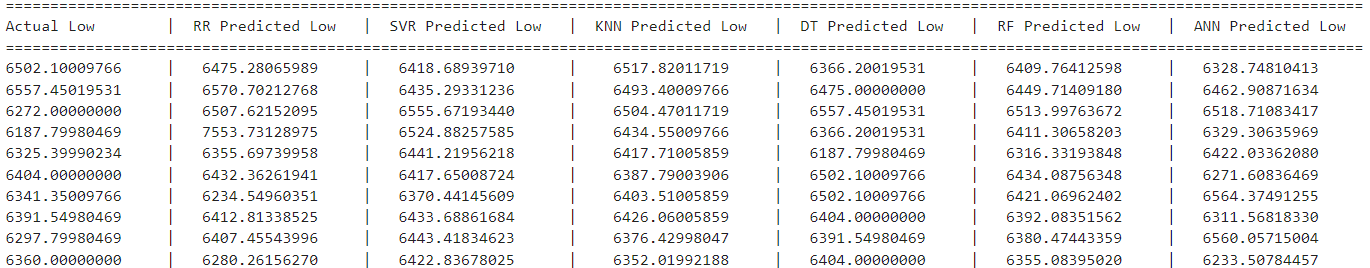 Actual Low | RR Predicted Low | SVR Predicted Low | KNN Predicted Low | DT Predicted Low | RF Predicted Low | ANN Predicted Low
6502.10009766 | 6475.28065989 | 6418.68939710 | 6517.82011719 | 6366.20019531 | 6409.76412598 | 6328.74810413
6557.45019531 | 6570.70212768 | 6435.29331236 | 6493.40009766 | 6475.00000000 | 6449.71409180 | 6462.90871634
6272.00000000 | 6507.62152095 | 6555.67193440 | 6504.47011719 | 6557.45019531 | 6513.99763672 | 6518.71083417
6187.79980469 | 7553.73128975 | 6524.88257585 | 6434.55009766 | 6366.20019531 | 6411.30658203 | 6329.30635969
6325.39990234 | 6355.69739958 | 6441.21956218 | 6417.71005859 | 6187.79980469 | 6316.33193848 | 6422.03362080
6404.00000000 | 6432.36261941 | 6417.65008724 | 6387.79003906 | 6502.10009766 | 6434.08756348 | 6271.60836469
6341.35009766 | 6234.54960351 | 6370.44145609 | 6403.51005859 | 6502.10009766 | 6421.06962402 | 6564.37491255
6391.54980469 | 6412.81338525 | 6433.68861684 | 6426.06005859 | 6404.00000000 | 6392.08351562 | 6311.56818330
6297.79980469 | 6407.45543996 | 6443.41834623 | 6376.42998047 | 6391.54980469 | 6380.47443359 | 6560.05715004
6360.00000000 | 6280.26156270 | 6422.83678025 | 6352.01992188 | 6404.00000000 | 6355.08395020 | 6233.50784457